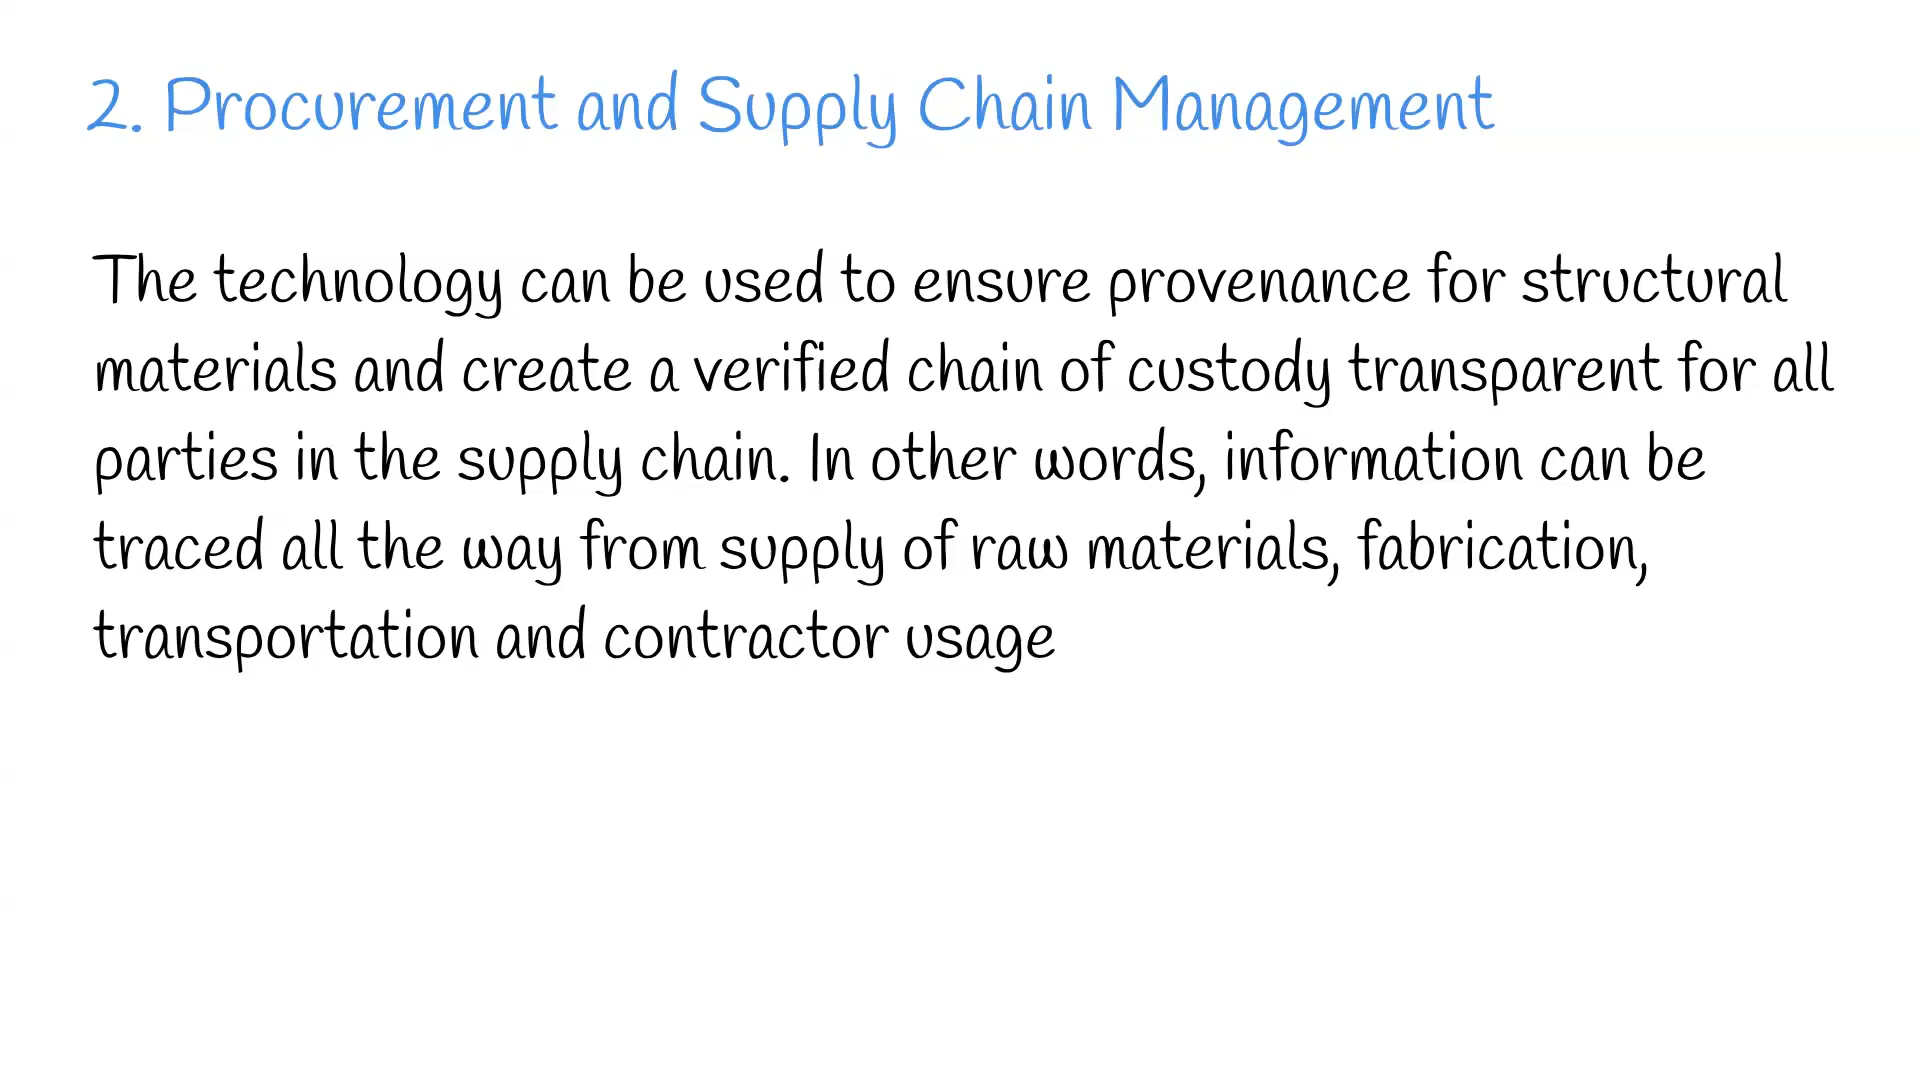 2. Procurement and Supply Chain Management
The technology can be used to ensure provenance for structural
materials and create a verified chain of custody transparent for all
parties in the supply chain. In other words, information can be
traced all the way from supply of raw materials, fabrication,
transportation and contractor usage